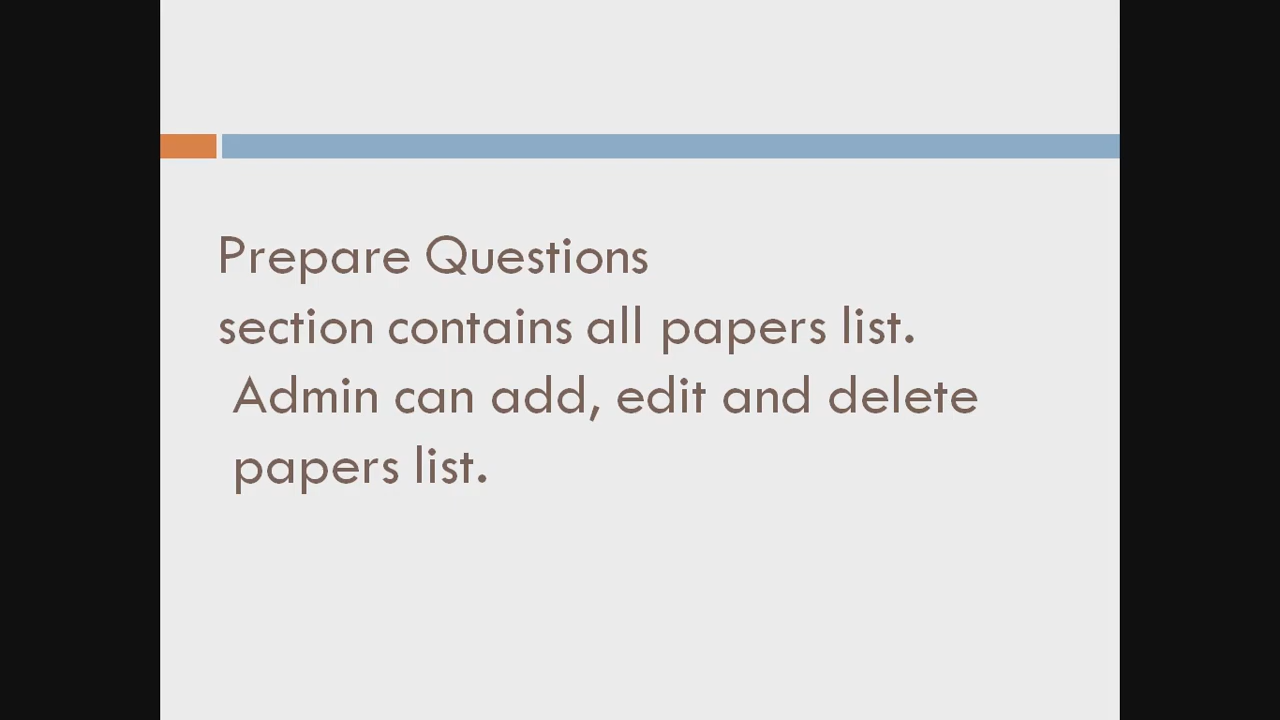 Prepare Questions
section contains all papers list.
Admin can add, edit and delete
papers list.